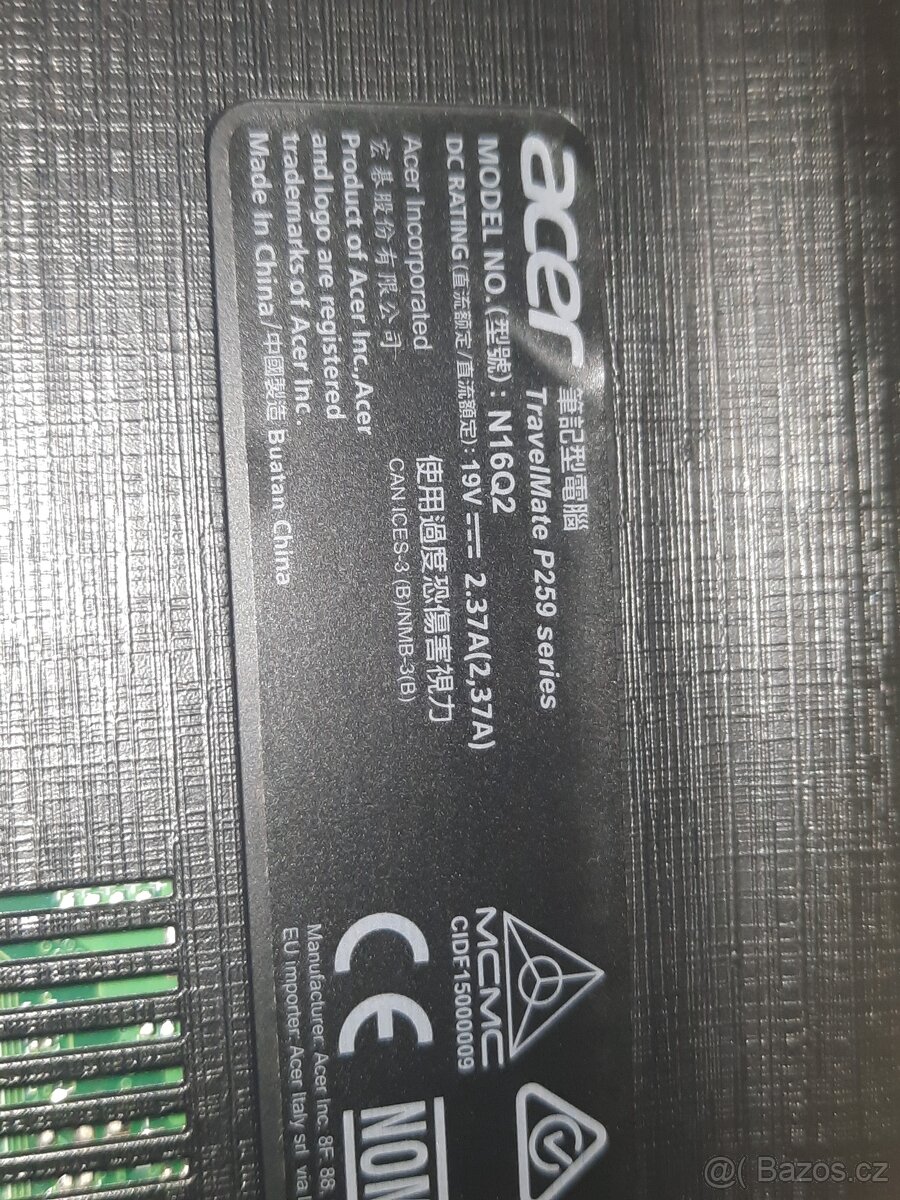 acer 筆記型電腦
TravelMate P259 series
MODEL NO.(型號) : N16Q2
DC RATING (直流额定/直流額定): 19V ⎓ 2.37A(2,37A)
Acer Incorporated
宏碁股份有限公司
使用過度恐傷害視力
CAN ICES-3 (B)/NMB-3(B)
Product of Acer Inc.,Acer
and logo are registered
trademarks of Acer Inc.
Made In China/中國製造 Buatan China
MCMC
CIDF15000009
CE
NOM
Manufacturer: Acer Inc. 8F 88
EU importer: Acer Italy srl via
@( Bazos.cz